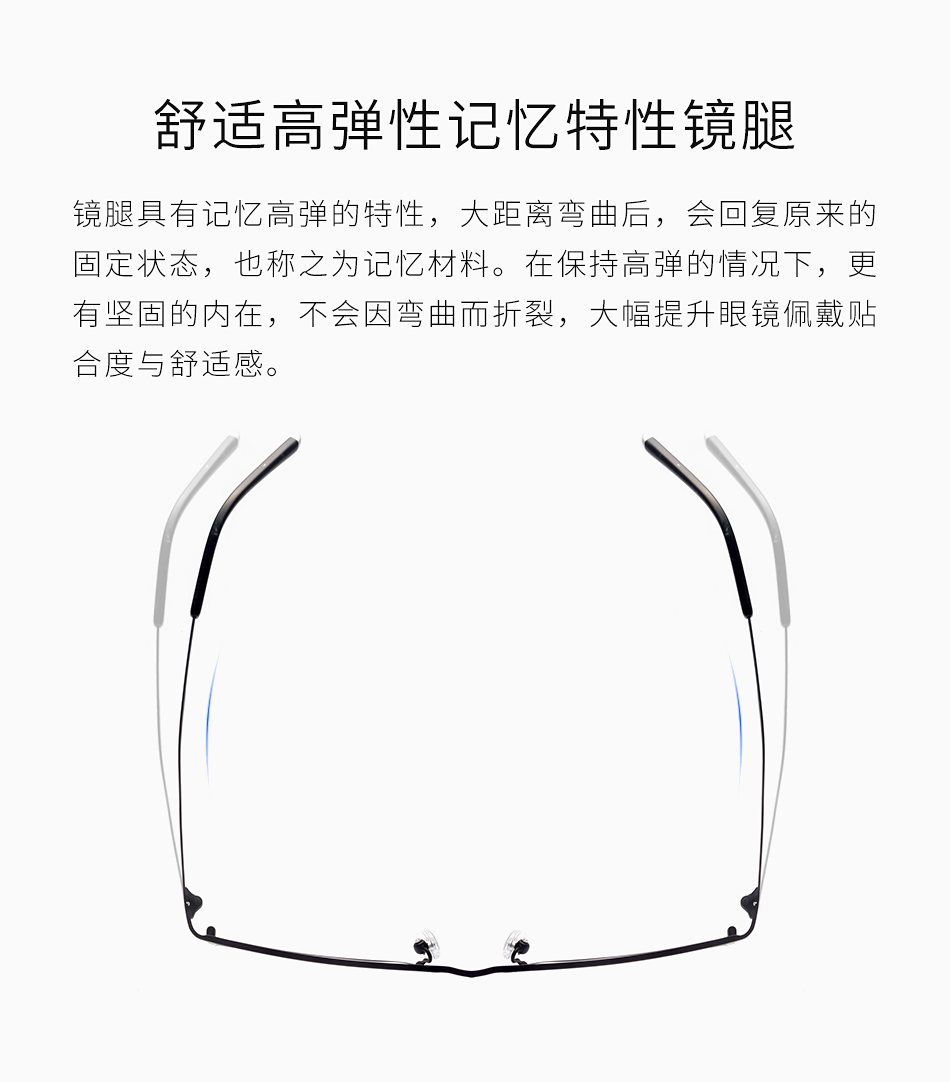 舒适高弹性记忆特性镜腿
镜腿具有记忆高弹的特性，大距离弯曲后，会回复原来的
固定状态，也称之为记忆材料。在保持高弹的情况下，更
有坚固的内在，不会因弯曲而折裂，大幅提升眼镜佩戴贴
合度与舒适感。